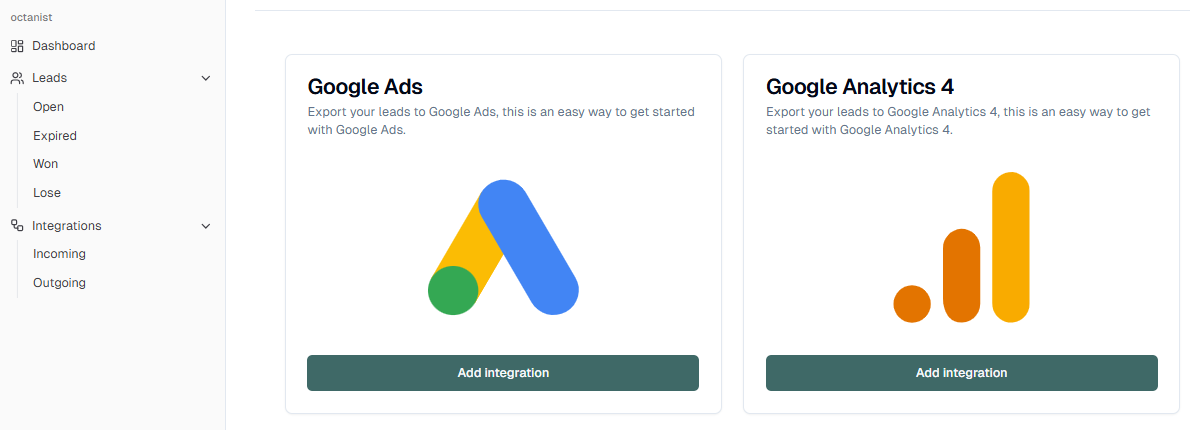 octanist
Dashboard
Leads
Open
Expired
Won
Lose
Integrations
Incoming
Outgoing
Google Ads
Export your leads to Google Ads, this is an easy way to get started
with Google Ads.
Add integration
Google Analytics 4
Export your leads to Google Analytics 4, this is an easy way to get
started with Google Analytics 4.
Add integration